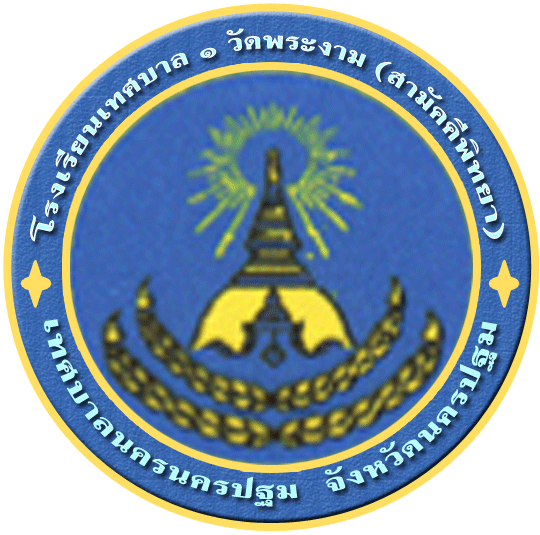 โรงเรียนเทศบาล ๑ วัดพระงาม (สามัคคีพิทยา)
เทศบาลนครนครปฐม จังหวัดนครปฐม